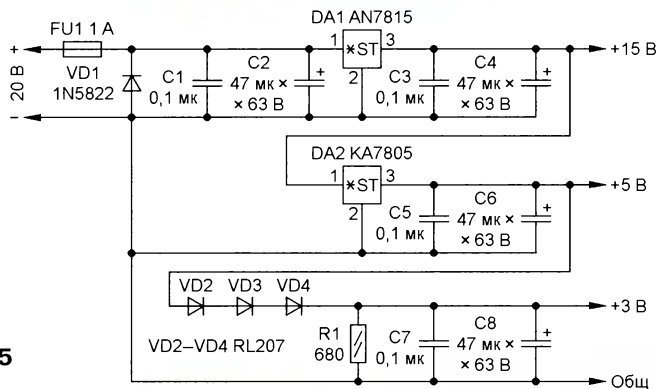 FU1 1 А
DA1 AN7815
+
20 В
−
VD1
1N5822
C1
0,1 мк
C2
47 мк ×
× 63 В
+
1
∗ST
3
2
C3
0,1 мк
C4
47 мк ×
× 63 В
+
+15 В
DA2 KA7805
1
∗ST
3
2
C5
0,1 мк
C6
47 мк ×
× 63 В
+
+5 В
VD2
VD3
VD4
VD2–VD4 RL207
R1
680
C7
0,1 мк
C8
47 мк ×
× 63 В
+
+3 В
Общ
5